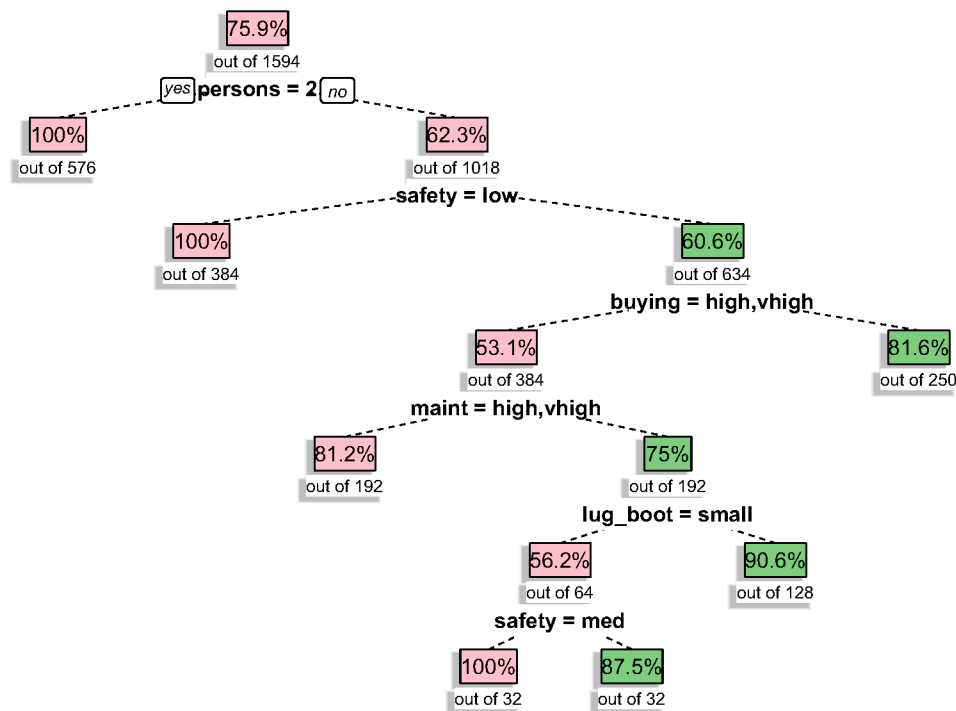 75.9%
out of 1594
yes persons = 2 no
100%
62.3%
out of 576
out of 1018
safety = low
100%
60.6%
out of 384
out of 634
buying = high,vhigh
53.1%
81.6%
out of 384
out of 250
maint = high,vhigh
81.2%
75%
out of 192
out of 192
lug_boot = small
56.2%
90.6%
out of 64
out of 128
safety = med
100%
87.5%
out of 32
out of 32